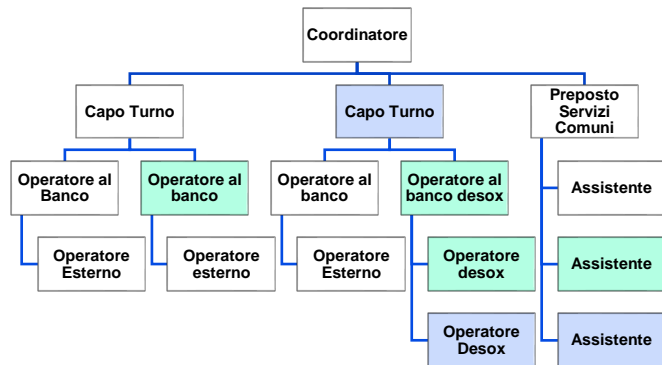 Coordinatore
Capo Turno
Capo Turno
Preposto
Servizi
Comuni
Operatore al
Banco
Operatore al
banco
Operatore al
banco
Operatore al
banco desox
Assistente
Operatore
Esterno
Operatore
esterno
Operatore
Esterno
Operatore
desox
Assistente
Operatore
Desox
Assistente